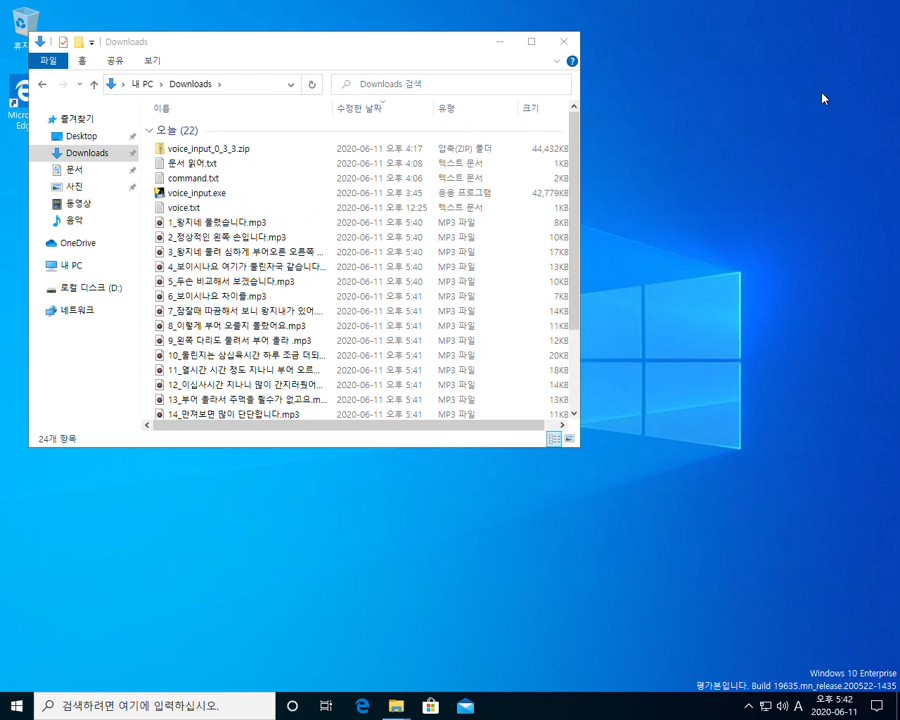 Downloads
파일 홈 공유 보기
내 PC > Downloads >
Downloads 검색
이름 수정한 날짜 유형 크기
즐겨찾기
Desktop
Downloads
문서
사진
동영상
음악
OneDrive
내 PC
로컬 디스크 (D:)
네트워크
오늘 (22)
voice_input_0_3_3.zip 2020-06-11 오후 4:17 압축(ZIP) 폴더 44,432KB
문서 읽어.txt 2020-06-11 오후 4:08 텍스트 문서 1KB
command.txt 2020-06-11 오후 4:06 텍스트 문서 2KB
voice_input.exe 2020-06-11 오후 3:45 응용 프로그램 42,779KB
voice.txt 2020-06-11 오후 12:25 텍스트 문서 1KB
1_왕지네 물렸습니다.mp3 2020-06-11 오후 5:40 MP3 파일 8KB
2_정상적인 왼쪽 손입니다.mp3 2020-06-11 오후 5:40 MP3 파일 10KB
3_왕지네 물려 심하게 부어오른 오른쪽 ... 2020-06-11 오후 5:40 MP3 파일 17KB
4_보이시나요 여기가 물린자국 같습니다... 2020-06-11 오후 5:40 MP3 파일 13KB
5_두손 비교해서 보겠습니다.mp3 2020-06-11 오후 5:40 MP3 파일 10KB
6_보이시나요 차이를.mp3 2020-06-11 오후 5:41 MP3 파일 7KB
7_잠잘때 따끔해서 보니 왕지내가 있어.... 2020-06-11 오후 5:41 MP3 파일 14KB
8_이렇게 부어 오를지 몰랐어요.mp3 2020-06-11 오후 5:41 MP3 파일 11KB
9_왼쪽 다리도 물려서 부어 올라 .mp3 2020-06-11 오후 5:41 MP3 파일 12KB
10_물린지는 삼십육시간 하루 조금 더되... 2020-06-11 오후 5:41 MP3 파일 20KB
11_열시간 시간 정도 지나니 부어 오르... 2020-06-11 오후 5:41 MP3 파일 18KB
12_이십사시간 지나니 많이 간지러웠어... 2020-06-11 오후 5:41 MP3 파일 14KB
13_부어 올라서 주먹을 쥘수가 없고요.m... 2020-06-11 오후 5:41 MP3 파일 13KB
14_만져보면 많이 단단합니다.mp3 2020-06-11 오후 5:41 MP3 파일 11KB
24개 항목
Windows 10 Enterprise
평가본입니다. Build 19635.mn_release.200522-1435
검색하려면 여기에 입력하십시오.
A
오후 5:42
2020-06-11